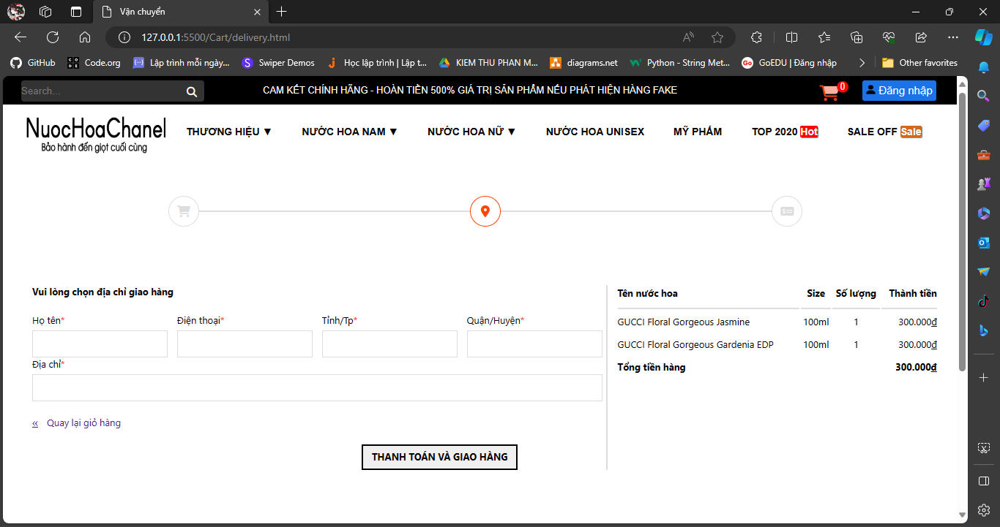 Vận chuyển
127.0.0.1:5500/Cart/delivery.html
GitHub Code.org Lập trình mỗi ngày... Swiper Demos Học lập trình | Lập t... KIEM THU PHAN M... diagrams.net Python - String Met... GoEDU | Đăng nhập Other favorites
Search... CAM KẾT CHÍNH HÃNG - HOÀN TIỀN 500% GIÁ TRỊ SẢN PHẨM NẾU PHÁT HIỆN HÀNG FAKE 0 Đăng nhập
NuocHoaChanel
Bảo hành đến giọt cuối cùng
THƯƠNG HIỆU ▼ NƯỚC HOA NAM ▼ NƯỚC HOA NỮ ▼ NƯỚC HOA UNISEX MỸ PHẨM TOP 2020 Hot SALE OFF Sale
Vui lòng chọn địa chỉ giao hàng
Họ tên* Điện thoại* Tỉnh/Tp* Quận/Huyện*
Địa chỉ*
« Quay lại giỏ hàng
THANH TOÁN VÀ GIAO HÀNG
Tên nước hoa Size Số lượng Thành tiền
GUCCI Floral Gorgeous Jasmine 100ml 1 300.000đ
GUCCI Floral Gorgeous Gardenia EDP 100ml 1 300.000đ
Tổng tiền hàng 300.000đ